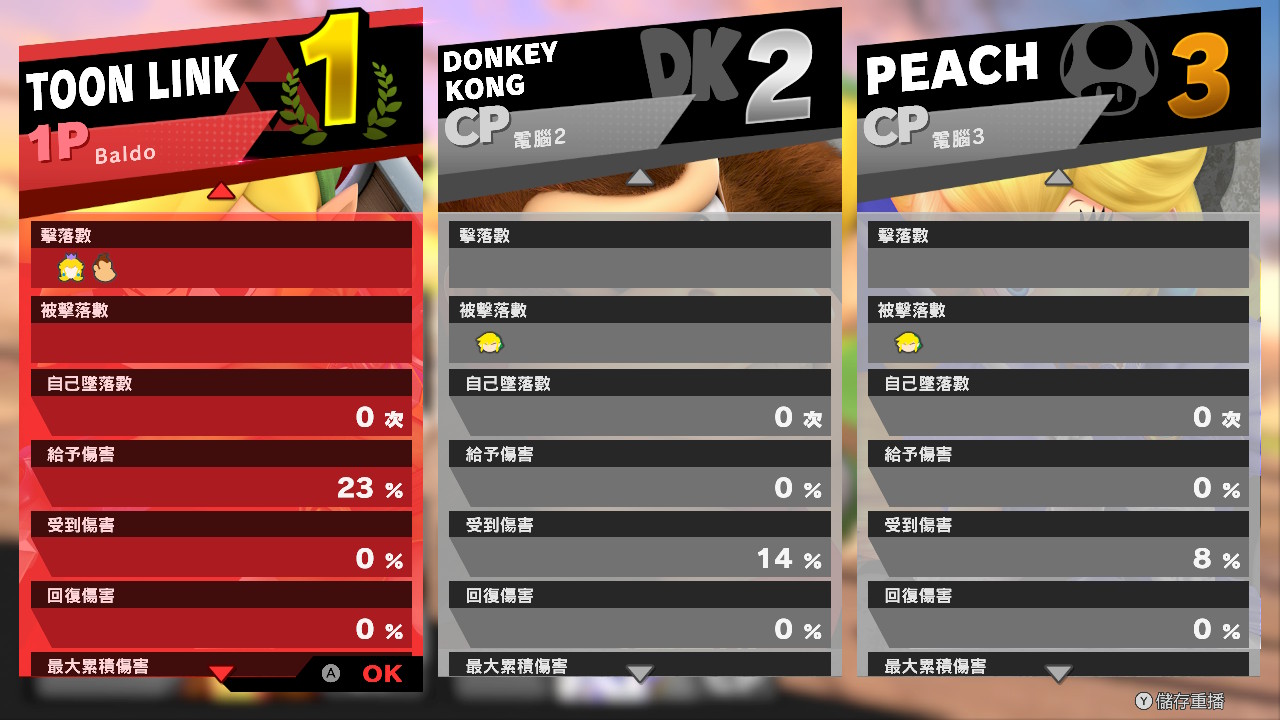 TOON LINK
1
1P Baldo
擊落數
被擊落數
自己墜落數
0 次
給予傷害
23 %
受到傷害
0 %
回復傷害
0 %
最大累積傷害
A OK
DONKEY
KONG
DK
2
CP 電腦2
擊落數
被擊落數
自己墜落數
0 次
給予傷害
0 %
受到傷害
14 %
回復傷害
0 %
最大累積傷害
PEACH
3
CP 電腦3
擊落數
被擊落數
自己墜落數
0 次
給予傷害
0 %
受到傷害
8 %
回復傷害
0 %
最大累積傷害
Y 儲存重播